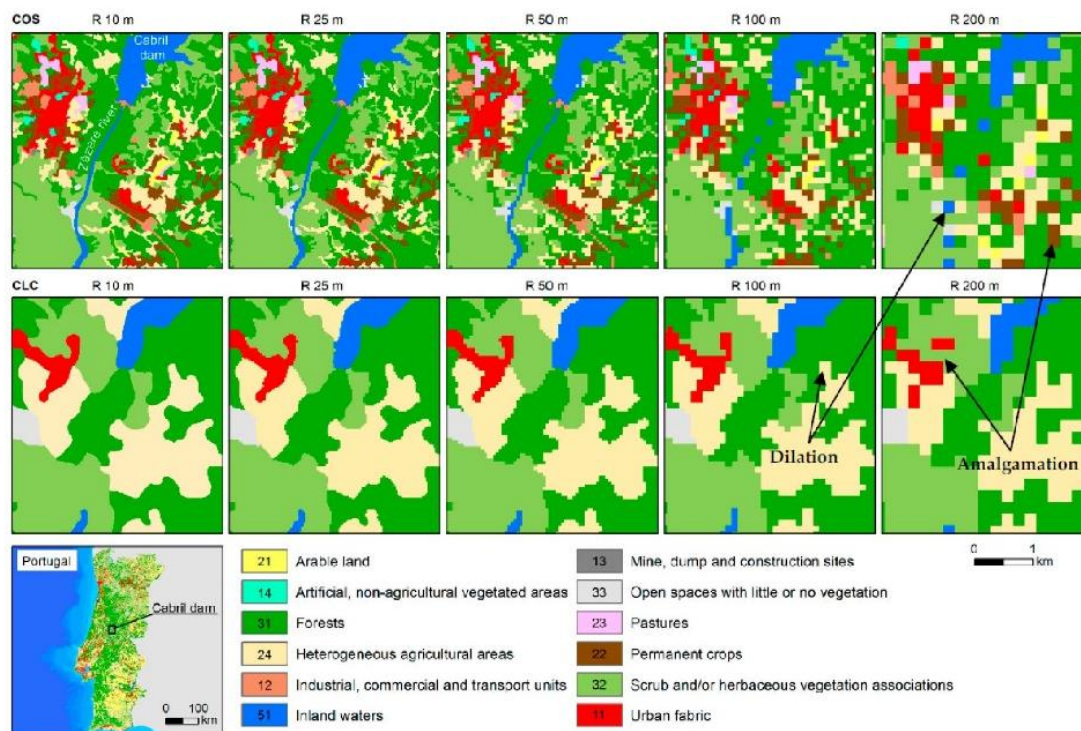 COS R 10 m R 25 m R 50 m R 100 m R 200 m
Cabril
dam
Zêzere river
CLC R 10 m R 25 m R 50 m R 100 m R 200 m
Dilation
Amalgamation
Portugal
Cabril dam
0 100
km
0 1
km
21 Arable land
14 Artificial, non-agricultural vegetated areas
31 Forests
24 Heterogeneous agricultural areas
12 Industrial, commercial and transport units
51 Inland waters
13 Mine, dump and construction sites
33 Open spaces with little or no vegetation
23 Pastures
22 Permanent crops
32 Scrub and/or herbaceous vegetation associations
11 Urban fabric